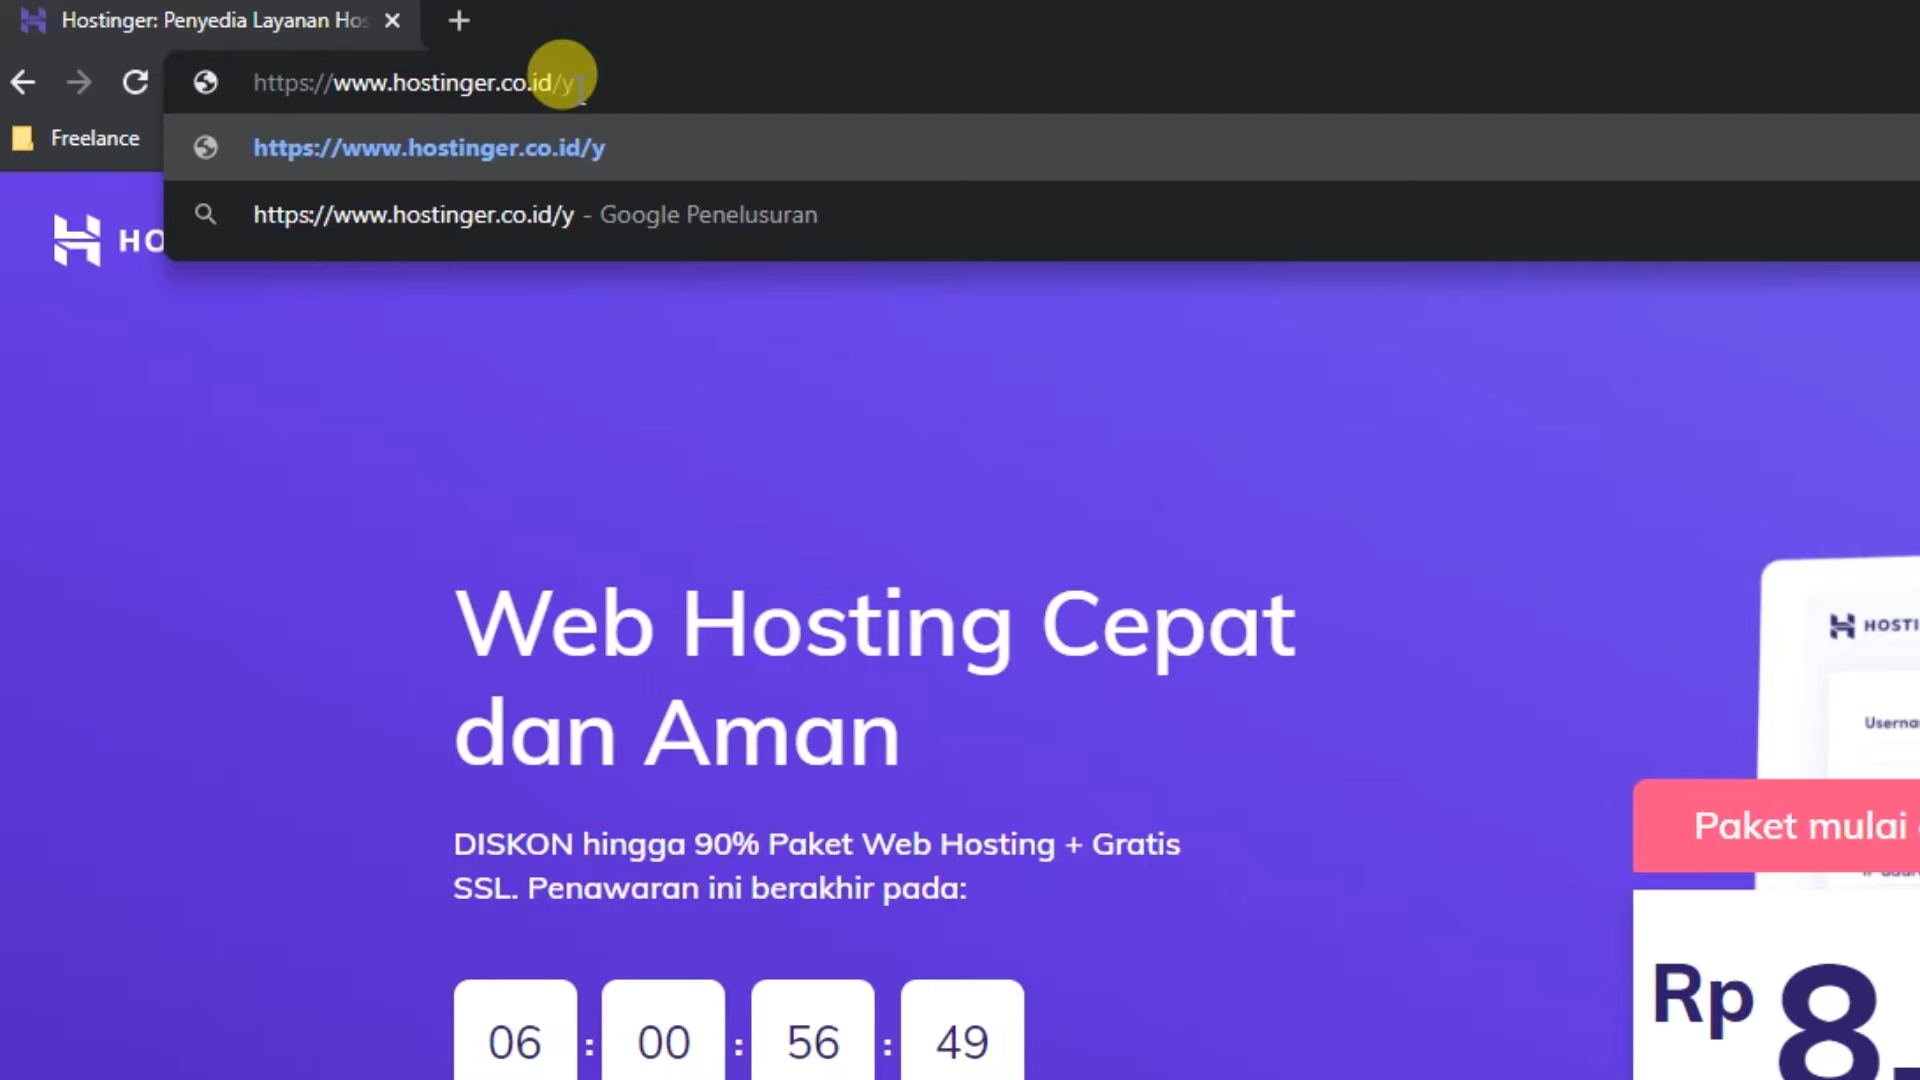 Hostinger: Penyedia Layanan Hos
https://www.hostinger.co.id/y
Freelance
https://www.hostinger.co.id/y
https://www.hostinger.co.id/y - Google Penelusuran
HO
Web Hosting Cepat
dan Aman
DISKON hingga 90% Paket Web Hosting + Gratis
SSL. Penawaran ini berakhir pada:
06 : 00 : 56 : 49
HOSTI
Userna
Paket mulai
Rp 8.